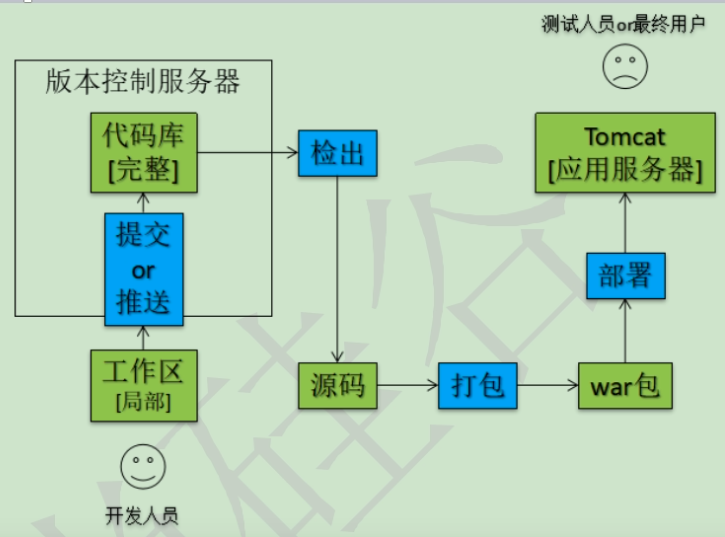 测试人员or最终用户
版本控制服务器
代码库
[完整]
检出
Tomcat
[应用服务器]
提交
or
推送
部署
工作区
[局部]
源码
打包
war包
开发人员
硅谷